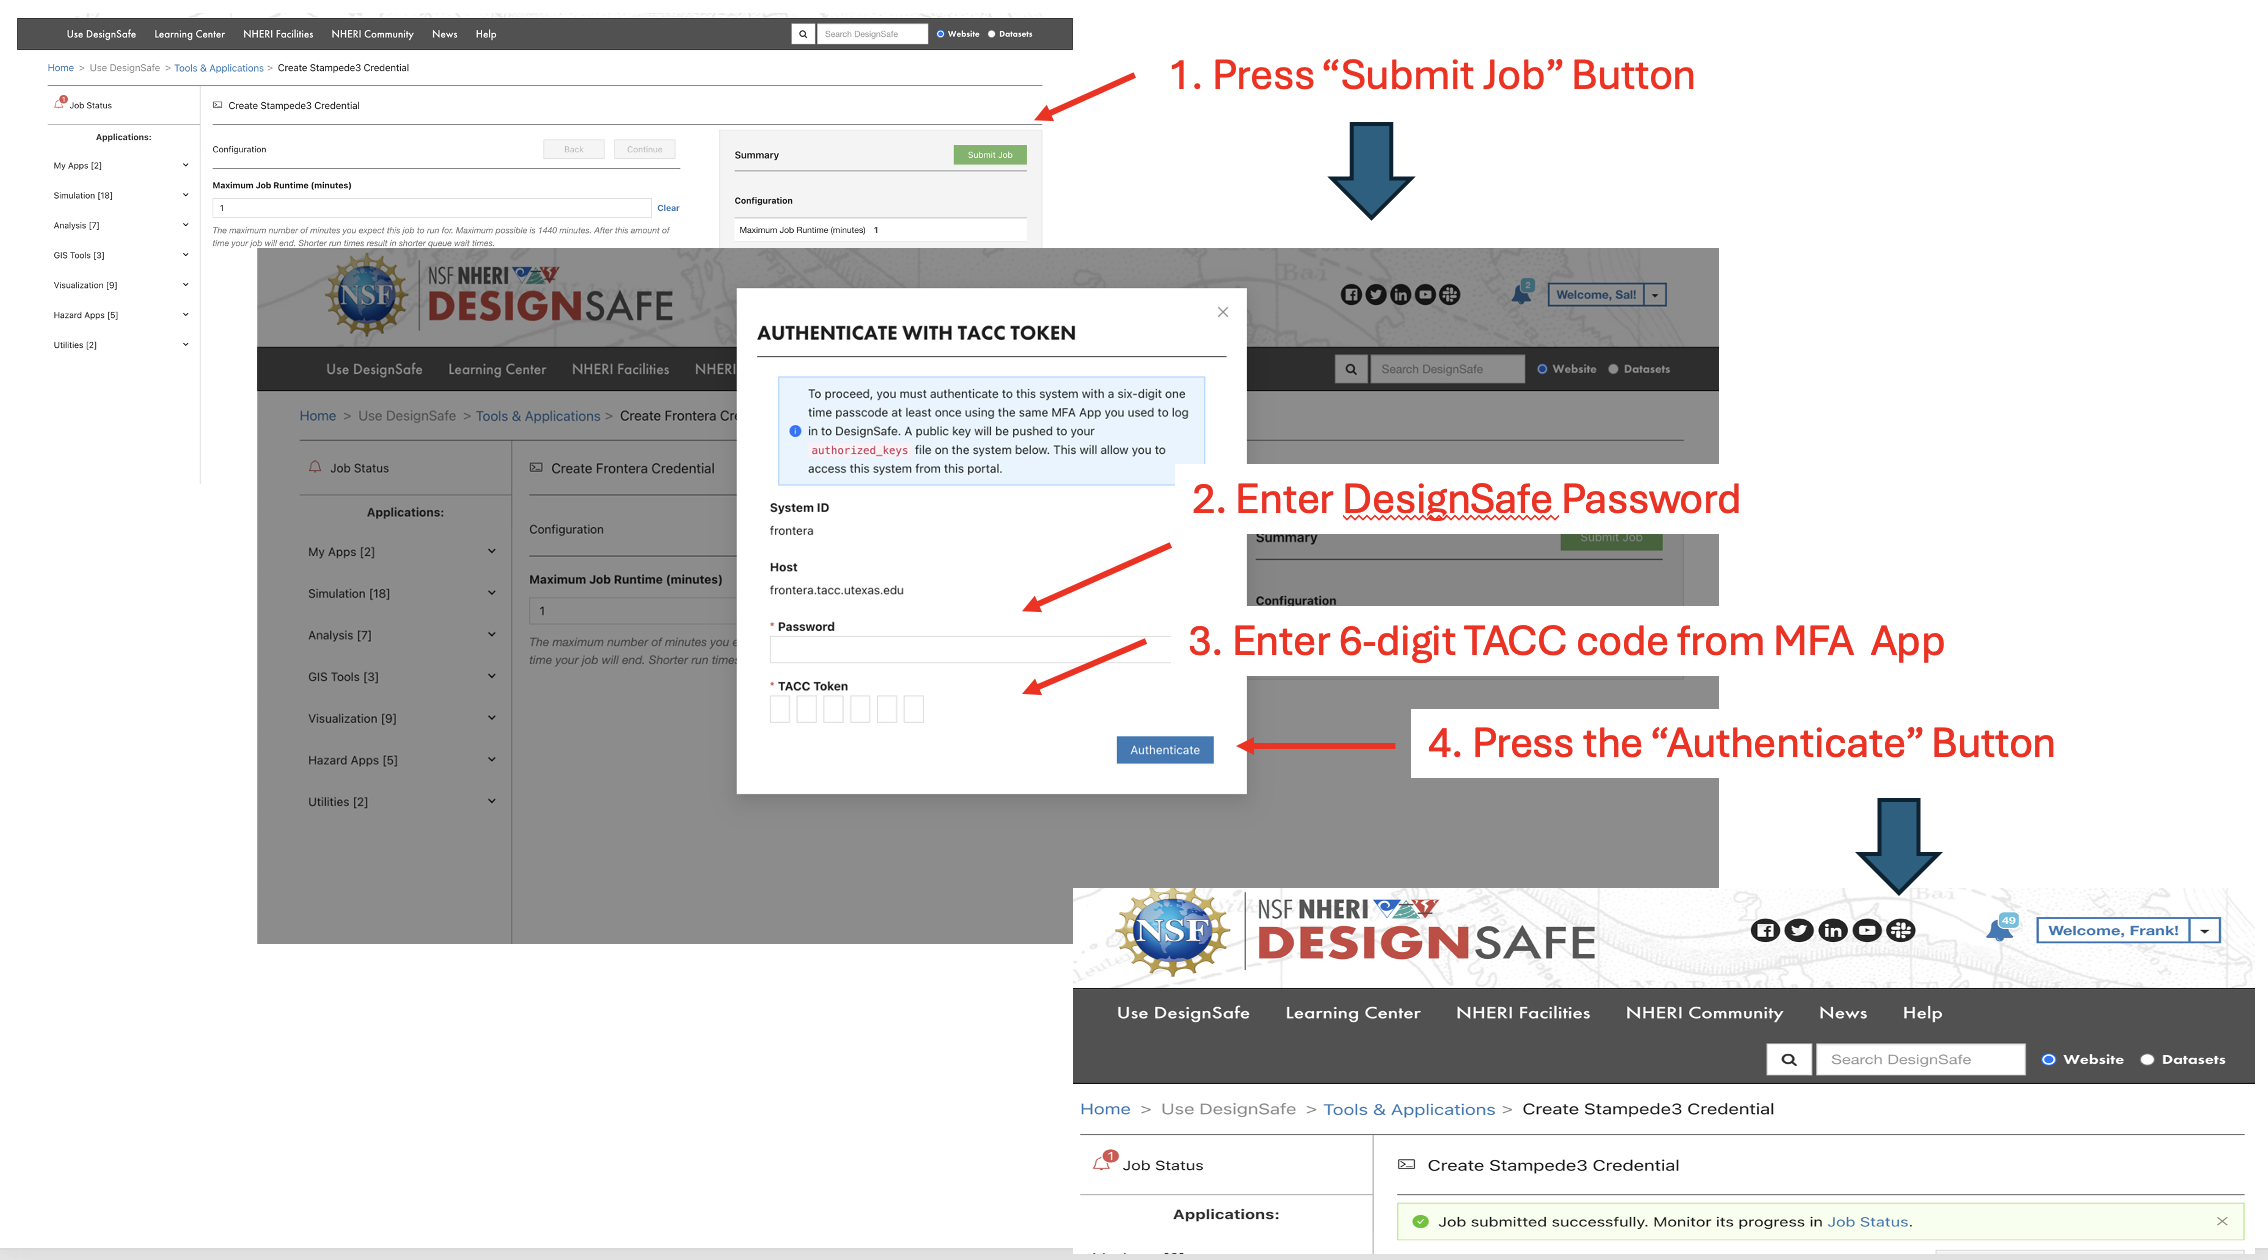 Use DesignSafe Learning Center NHERI Facilities NHERI Community News Help Search DesignSafe Website Datasets
Home > Use DesignSafe > Tools & Applications > Create Stampede3 Credential
1. Press “Submit Job” Button
1
Job Status
Create Stampede3 Credential
Applications:
My Apps [2]
Simulation [18]
Analysis [7]
GIS Tools [3]
Visualization [9]
Hazard Apps [5]
Utilities [2]
Configuration Back Continue
Maximum Job Runtime (minutes)
1 Clear
The maximum number of minutes you expect this job to run for. Maximum possible is 1440 minutes. After this amount of
time your job will end. Shorter run times result in shorter queue wait times.
Summary Submit Job
Configuration
Maximum Job Runtime (minutes) 1
NSF
NSF NHERI
DESIGNSAFE
2
Welcome, Sal!
Use DesignSafe Learning Center NHERI Facilities NHERI
Search DesignSafe Website Datasets
Home > Use DesignSafe > Tools & Applications > Create Frontera Cre
Job Status
Create Frontera Credential
Applications:
My Apps [2]
Simulation [18]
Analysis [7]
GIS Tools [3]
Visualization [9]
Hazard Apps [5]
Utilities [2]
Configuration
Maximum Job Runtime (minutes)
1
The maximum number of minutes you e
time your job will end. Shorter run times
AUTHENTICATE WITH TACC TOKEN
To proceed, you must authenticate to this system with a six-digit one
time passcode at least once using the same MFA App you used to log
in to DesignSafe. A public key will be pushed to your
authorized_keys file on the system below. This will allow you to
access this system from this portal.
System ID
frontera
Host
frontera.tacc.utexas.edu
* Password
* TACC Token
Authenticate
2. Enter DesignSafe Password
Summary Submit Job
Configuration
3. Enter 6-digit TACC code from MFA App
4. Press the “Authenticate” Button
NSF
NSF NHERI
DESIGNSAFE
49
Welcome, Frank!
Use DesignSafe Learning Center NHERI Facilities NHERI Community News Help
Search DesignSafe Website Datasets
Home > Use DesignSafe > Tools & Applications > Create Stampede3 Credential
1
Job Status
Create Stampede3 Credential
Applications:
Job submitted successfully. Monitor its progress in Job Status.